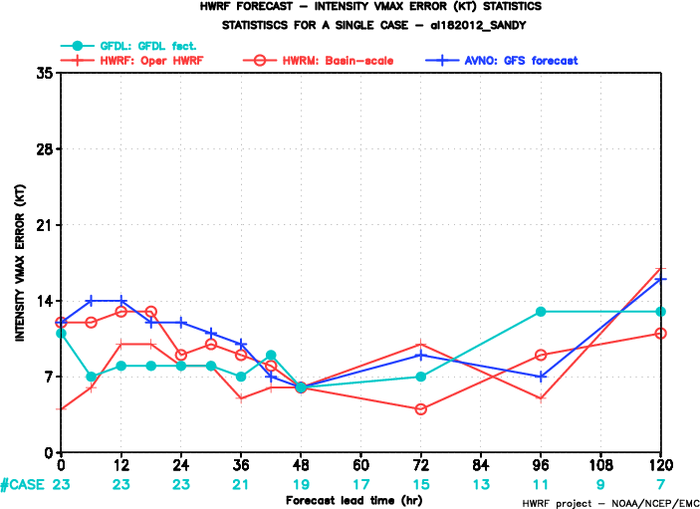 HWRF FORECAST – INTENSITY VMAX ERROR (KT) STATISTICS
STATISTISCS FOR A SINGLE CASE – al182012_SANDY
GFDL: GFDL fsct.
HWRF: Oper HWRF HWRM: Basin–scale AVNO: GFS forecast
35
28
21
14
7
0
INTENSITY VMAX ERROR (KT)
0 12 24 36 48 60 72 84 96 108 120
#CASE 23 23 23 21 19 17 15 13 11 9 7
Forecast lead time (hr)
HWRF project – NOAA/NCEP/EMC